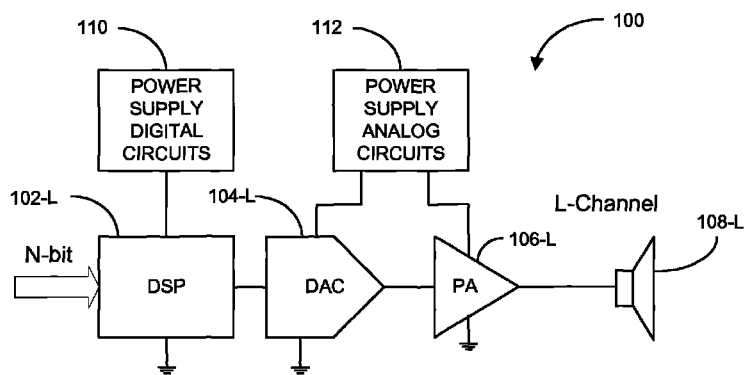 110
112
100
POWER
SUPPLY
DIGITAL
CIRCUITS
POWER
SUPPLY
ANALOG
CIRCUITS
102-L
104-L
L-Channel
106-L
108-L
N-bit
DSP
DAC
PA